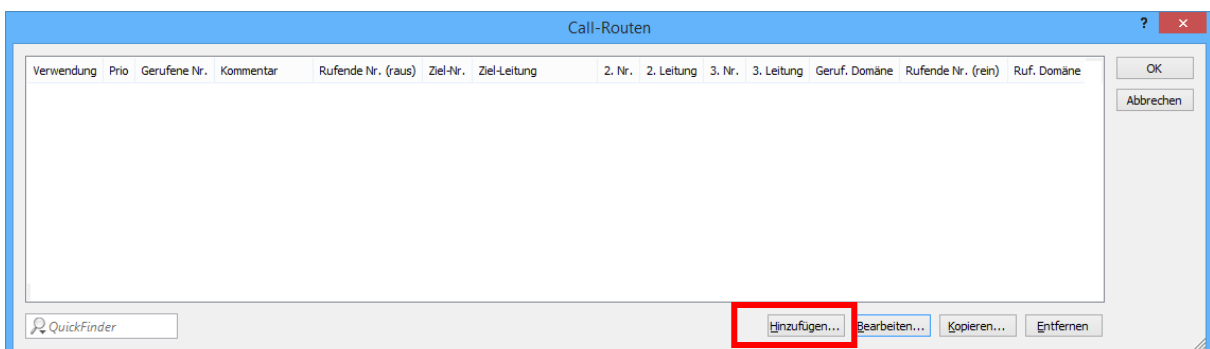 Call-Routen
?
×
Verwendung Prio Gerufene Nr. Kommentar Rufende Nr. (raus) Ziel-Nr. Ziel-Leitung 2. Nr. 2. Leitung 3. Nr. 3. Leitung Geruf. Domäne Rufende Nr. (rein) Ruf. Domäne
OK
Abbrechen
QuickFinder
Hinzufügen... Bearbeiten... Kopieren... Entfernen